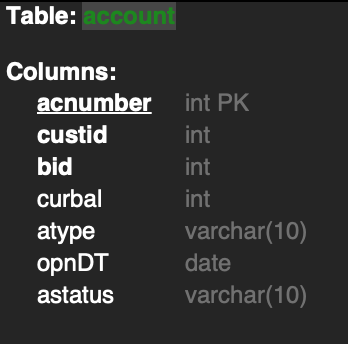 Table: account
Columns:
acnumber int PK
custid int
bid int
curbal int
atype varchar(10)
opnDT date
astatus varchar(10)